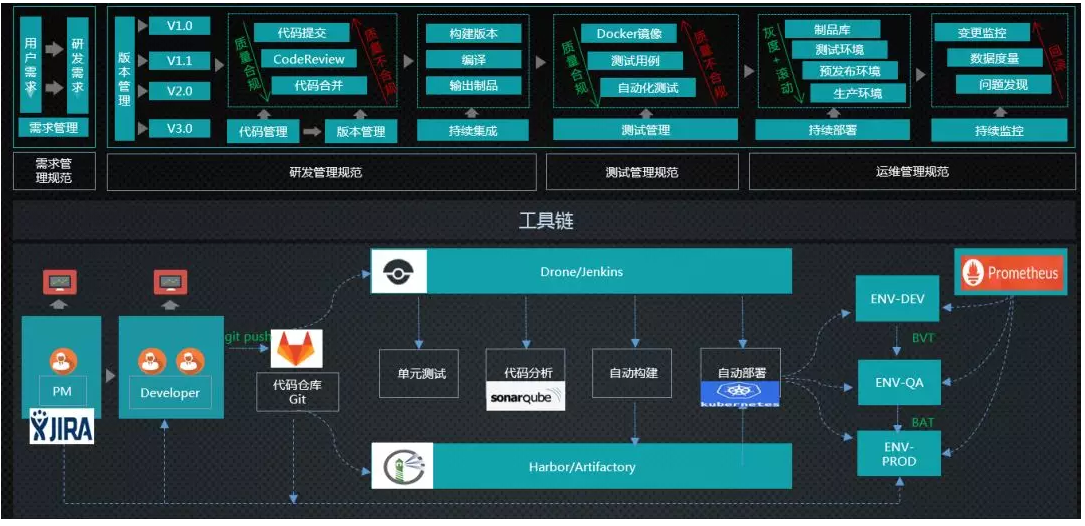 用户需求
研发需求
需求管理
版本管理
V1.0
V1.1
V2.0
V3.0
质量合规
代码提交
CodeReview
代码合并
质量不合规
代码管理
版本管理
构建版本
编译
输出制品
持续集成
质量合规
Docker镜像
测试用例
自动化测试
质量不合规
测试管理
灰度+滚动
制品库
测试环境
预发布环境
生产环境
持续部署
变更监控
数据度量
问题发现
回滚
持续监控
需求管
理规范
研发管理规范
测试管理规范
运维管理规范
工具链
PM
JIRA
Developer
git push
代码仓库
Git
Drone/Jenkins
单元测试
代码分析
sonarqube
自动构建
自动部署
kubernetes
Harbor/Artifactory
ENV-DEV
BVT
ENV-QA
BAT
ENV-
PROD
Prometheus